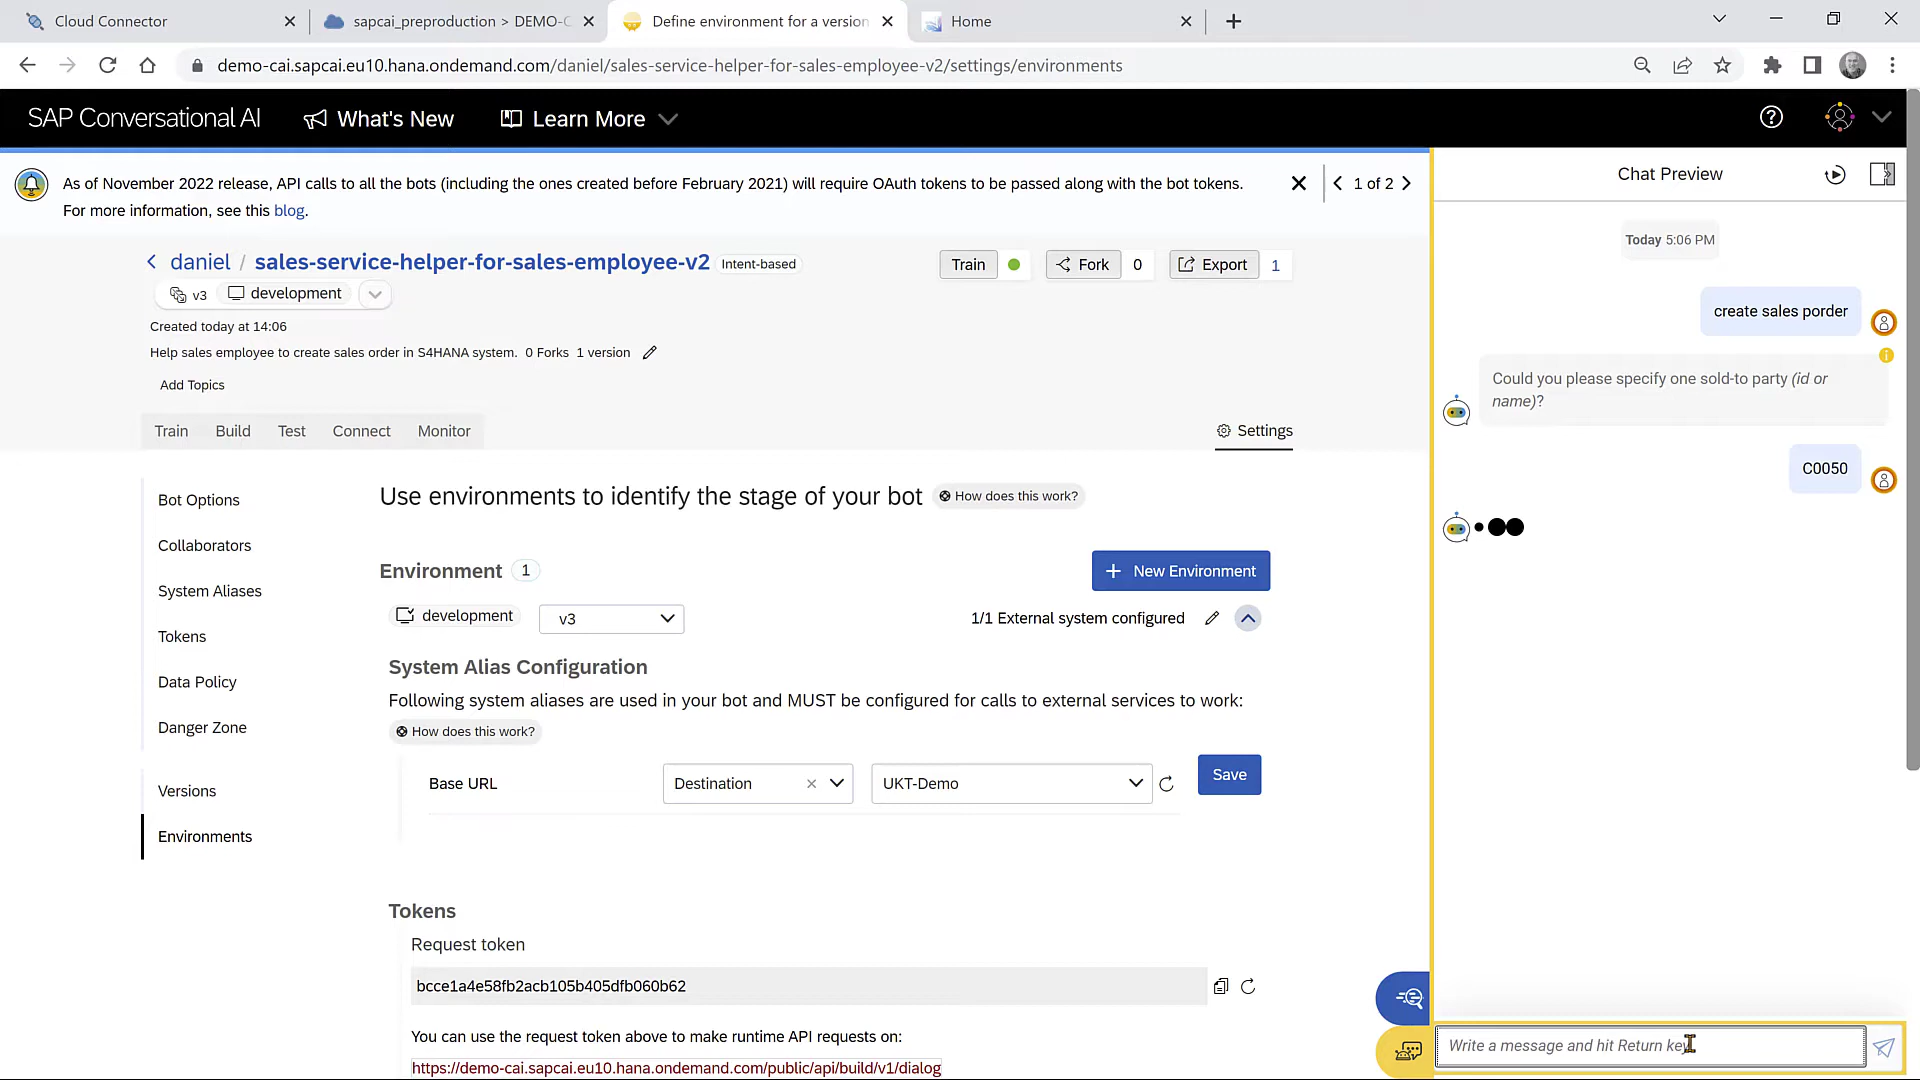 Cloud Connector
sapcai_preproduction > DEMO-C
Define environment for a version
Home
demo-cai.sapcai.eu10.hana.ondemand.com/daniel/sales-service-helper-for-sales-employee-v2/settings/environments
SAP Conversational AI
What's New
Learn More
As of November 2022 release, API calls to all the bots (including the ones created before February 2021) will require OAuth tokens to be passed along with the bot tokens.
For more information, see this blog.
1 of 2
Chat Preview
Today 5:06 PM
daniel / sales-service-helper-for-sales-employee-v2
Intent-based
Train
Fork
0
Export
1
v3
development
Created today at 14:06
Help sales employee to create sales order in S4HANA system. 0 Forks 1 version
Add Topics
create sales porder
Could you please specify one sold-to party (id or
name)?
C0050
Train
Build
Test
Connect
Monitor
Settings
Bot Options
Collaborators
System Aliases
Tokens
Data Policy
Danger Zone
Versions
Environments
Use environments to identify the stage of your bot
How does this work?
Environment
1
New Environment
development
v3
1/1 External system configured
System Alias Configuration
Following system aliases are used in your bot and MUST be configured for calls to external services to work:
How does this work?
Base URL
Destination
UKT-Demo
Save
Tokens
Request token
bcce1a4e58fb2acb105b405dfb060b62
You can use the request token above to make runtime API requests on:
https://demo-cai.sapcai.eu10.hana.ondemand.com/public/api/build/v1/dialog
Write a message and hit Return key